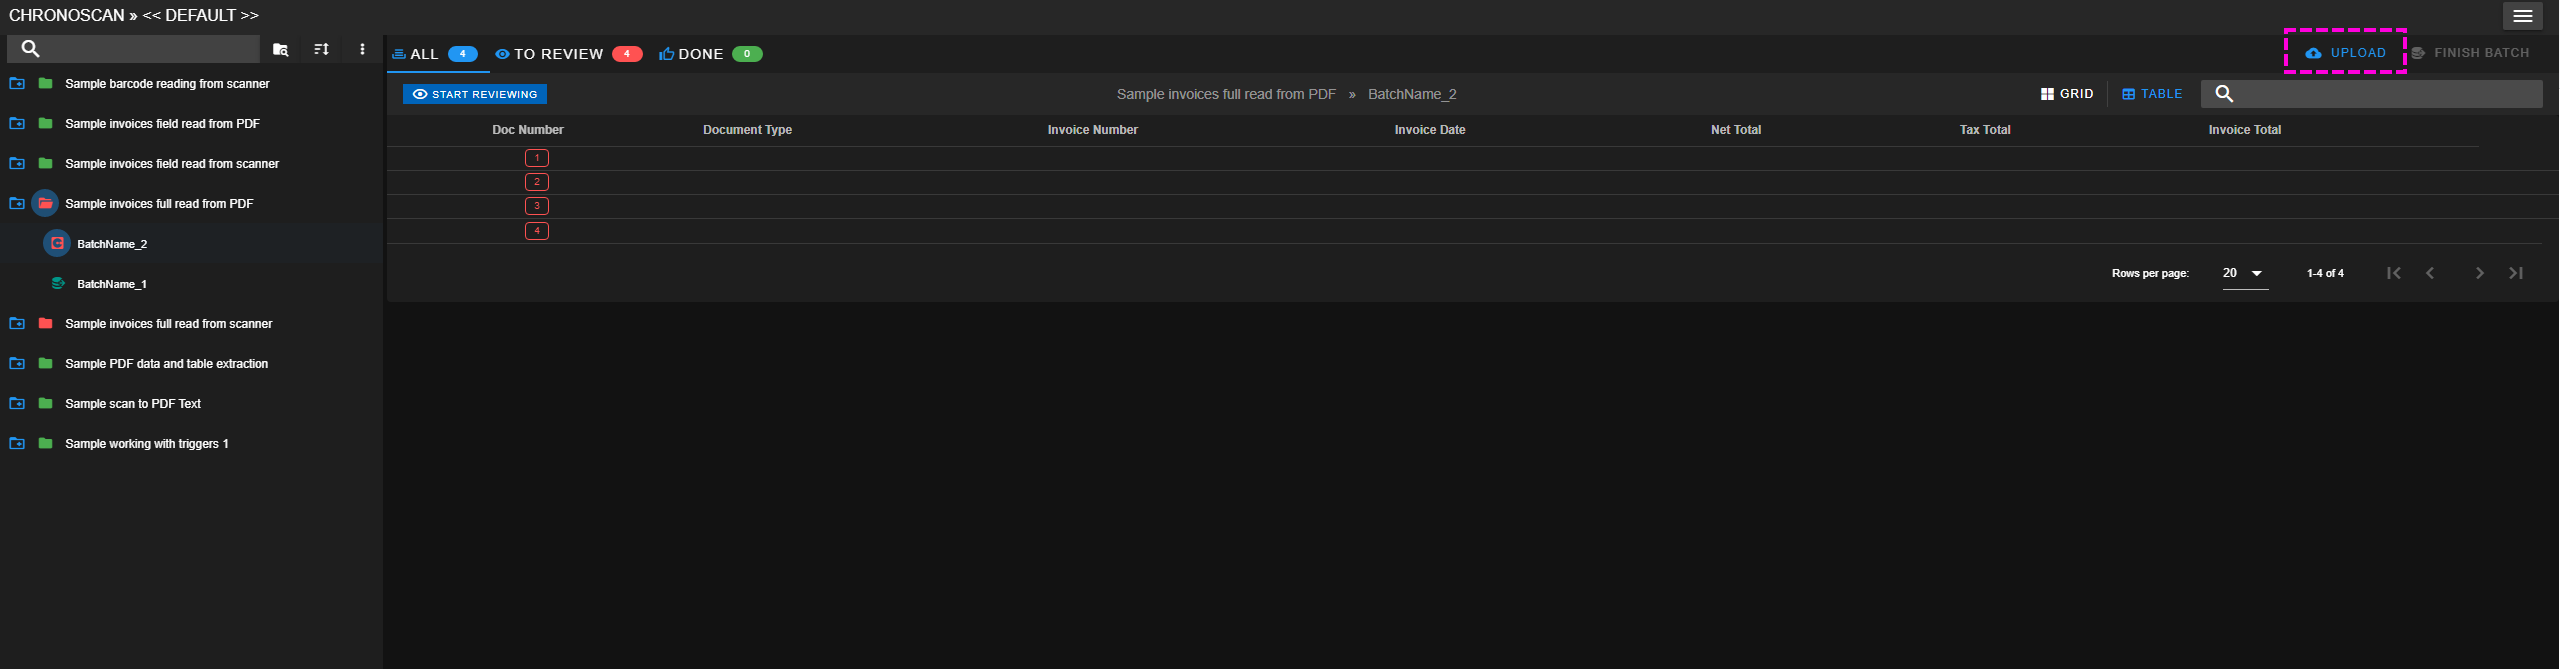 CHRONOSCAN » << DEFAULT >>
ALL 4 TO REVIEW 4 DONE 0
UPLOAD FINISH BATCH
START REVIEWING
Sample invoices full read from PDF » BatchName_2
GRID TABLE
Sample barcode reading from scanner
Sample invoices field read from PDF
Sample invoices field read from scanner
Sample invoices full read from PDF
BatchName_2
BatchName_1
Sample invoices full read from scanner
Sample PDF data and table extraction
Sample scan to PDF Text
Sample working with triggers 1
Doc Number Document Type Invoice Number Invoice Date Net Total Tax Total Invoice Total
1
2
3
4
Rows per page: 20 1-4 of 4